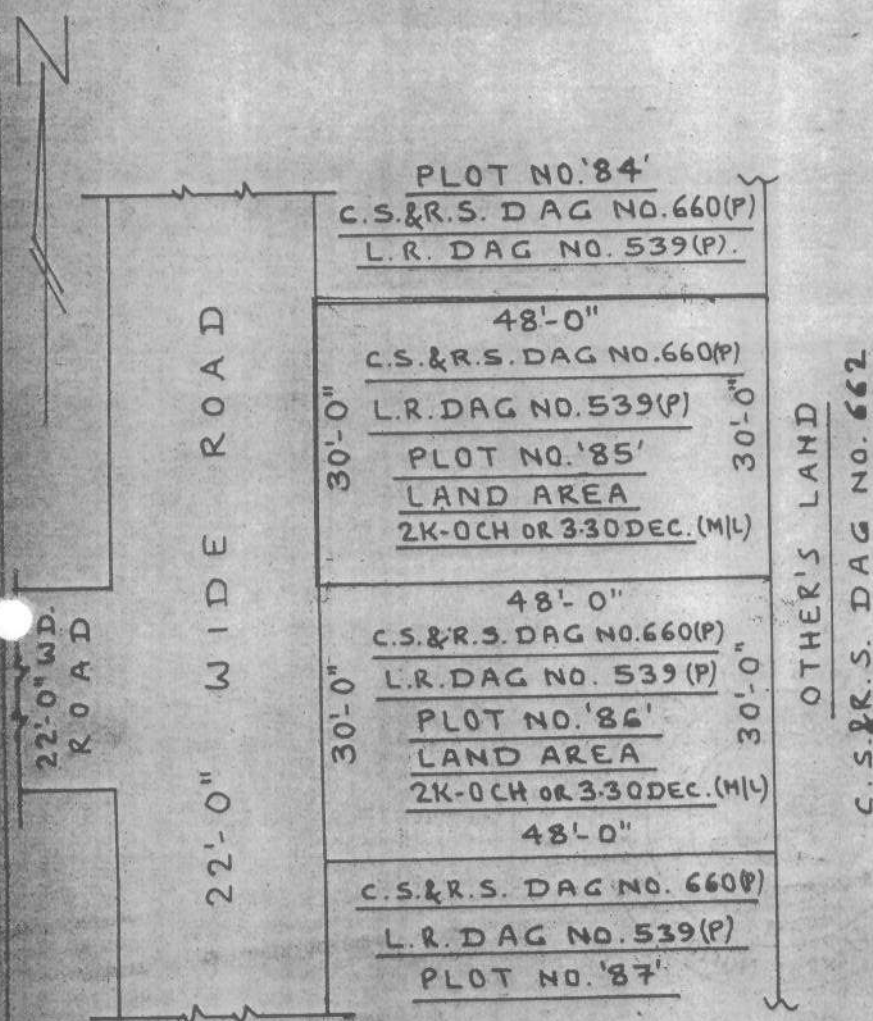 N
PLOT NO.'84'
C.S.&R.S. DAG NO.660(P)
L.R. DAG NO. 539(P).
48'-0"
C.S.&R.S. DAG NO.660(P)
L.R. DAG NO. 539(P)
PLOT NO.'85'
LAND AREA
2K-0CH OR 3.30DEC.(M/L)
30'-0"
30'-0"
48'-0"
C.S.&R.S. DAG NO.660(P)
L.R. DAG NO. 539(P)
PLOT NO.'86'
LAND AREA
2K-0CH OR 3.30DEC.(M/L)
48'-0"
30'-0"
30'-0"
C.S.&R.S. DAG NO. 660(P)
L.R. DAG NO. 539(P)
PLOT NO.'87'
22'-0" WIDE ROAD
22'-0" WD.
ROAD
OTHER'S LAND
C.S.&R.S. DAG NO. 662